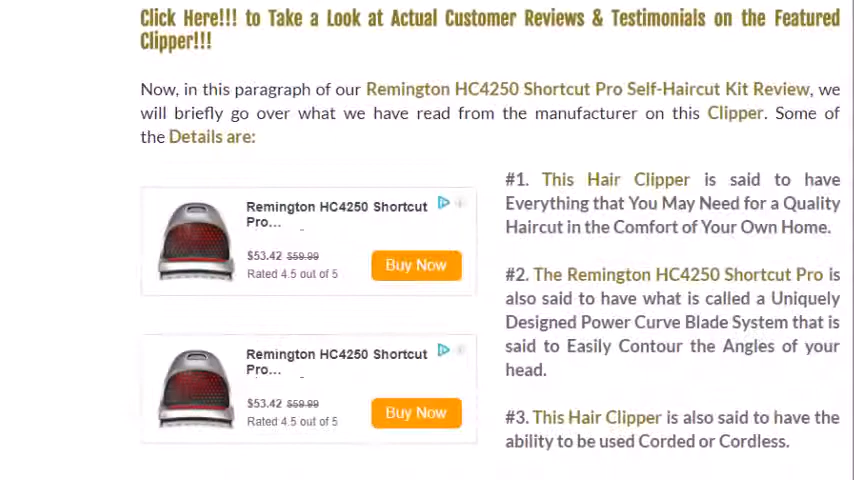 Click Here!!! to Take a Look at Actual Customer Reviews & Testimonials on the Featured
Clipper!!!
Now, in this paragraph of our Remington HC4250 Shortcut Pro Self-Haircut Kit Review, we
will briefly go over what we have read from the manufacturer on this Clipper. Some of
the Details are:
Remington HC4250 Shortcut
Pro...
$53.42 $59.99
Rated 4.5 out of 5
Buy Now
Remington HC4250 Shortcut
Pro...
$53.42 $59.99
Rated 4.5 out of 5
Buy Now
#1. This Hair Clipper is said to have
Everything that You May Need for a Quality
Haircut in the Comfort of Your Own Home.
#2. The Remington HC4250 Shortcut Pro is
also said to have what is called a Uniquely
Designed Power Curve Blade System that is
said to Easily Contour the Angles of your
head.
#3. This Hair Clipper is also said to have the
ability to be used Corded or Cordless.